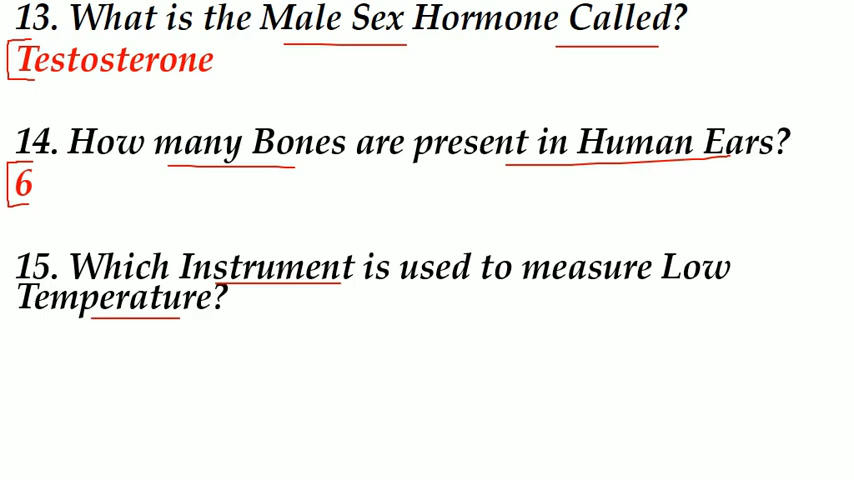 13. What is the Male Sex Hormone Called?
Testosterone
14. How many Bones are present in Human Ears?
6
15. Which Instrument is used to measure Low
Temperature?